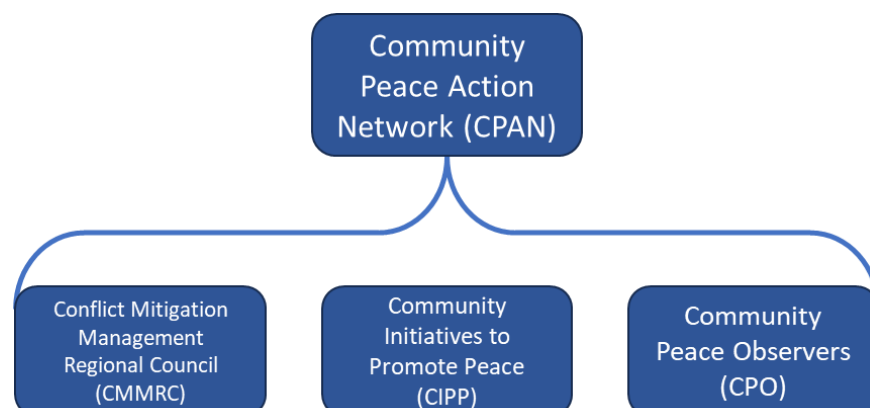 Community
Peace Action
Network (CPAN)
Conflict Mitigation
Management
Regional Council
(CMMRC)
Community
Initiatives to
Promote Peace
(CIPP)
Community
Peace Observers
(CPO)